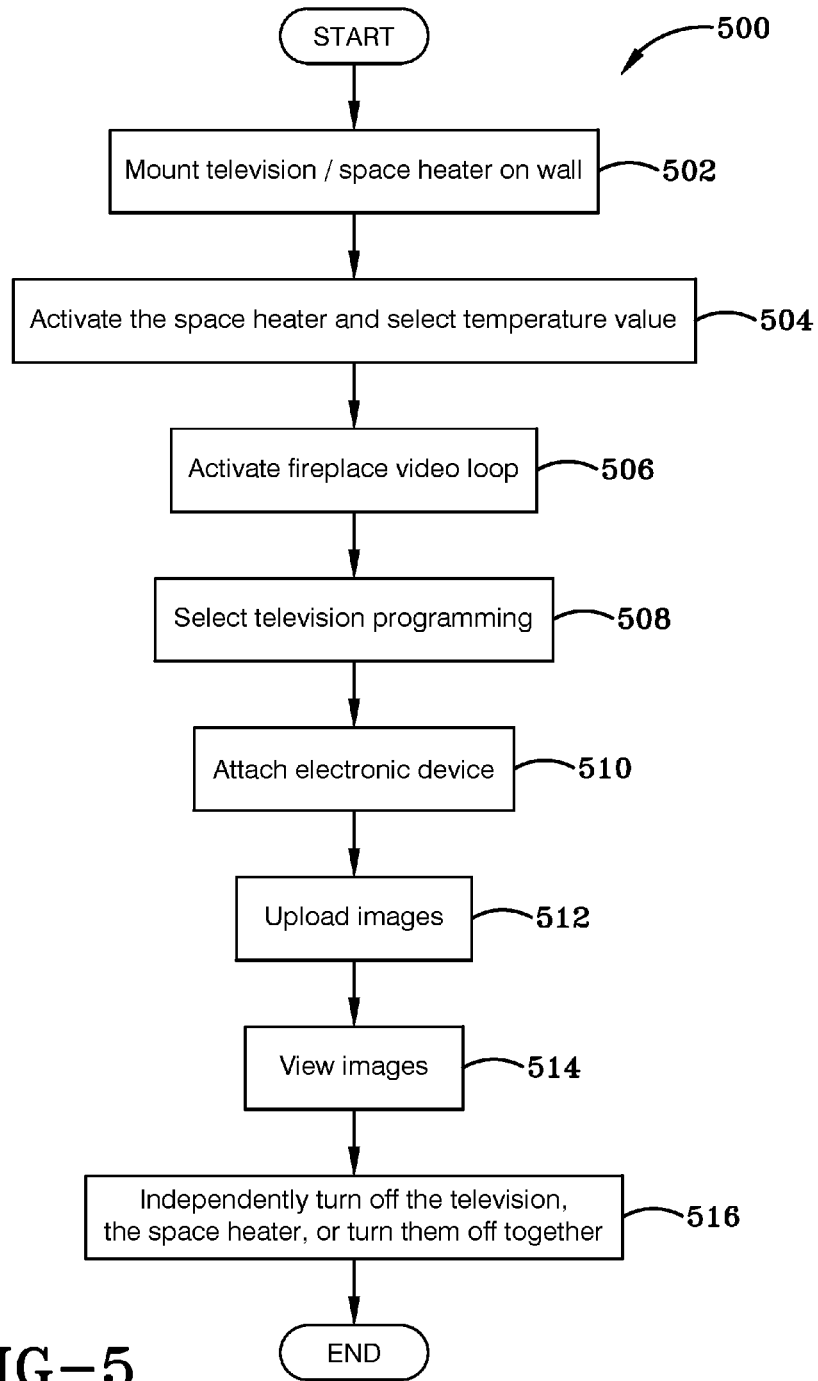 START
500
Mount television / space heater on wall
502
Activate the space heater and select temperature value
504
Activate fireplace video loop
506
Select television programming
508
Attach electronic device
510
Upload images
512
View images
514
Independently turn off the television,
the space heater, or turn them off together
516
END
IG-5